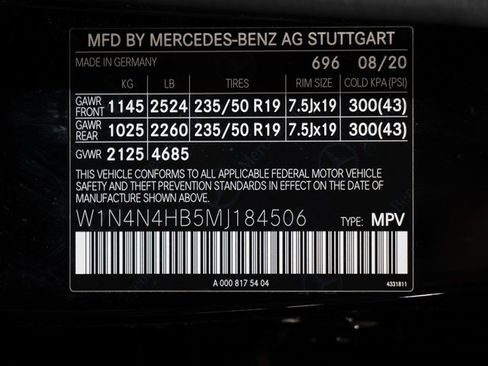 MFD BY MERCEDES-BENZ AG STUTTGART
MADE IN GERMANY 696 08/20
KG LB TIRES RIM SIZE COLD KPA (PSI)
GAWR FRONT 1145 2524 235/50 R19 7.5Jx19 300(43)
GAWR REAR 1025 2260 235/50 R19 7.5Jx19 300(43)
GVWR 2125 4685
THIS VEHICLE CONFORMS TO ALL APPLICABLE FEDERAL MOTOR VEHICLE
SAFETY AND THEFT PREVENTION STANDARDS IN EFFECT ON THE DATE OF
MANUFACTURE SHOWN ABOVE.
W1N4N4HB5MJ184506 TYPE: MPV
A 000 817 54 04 4331811